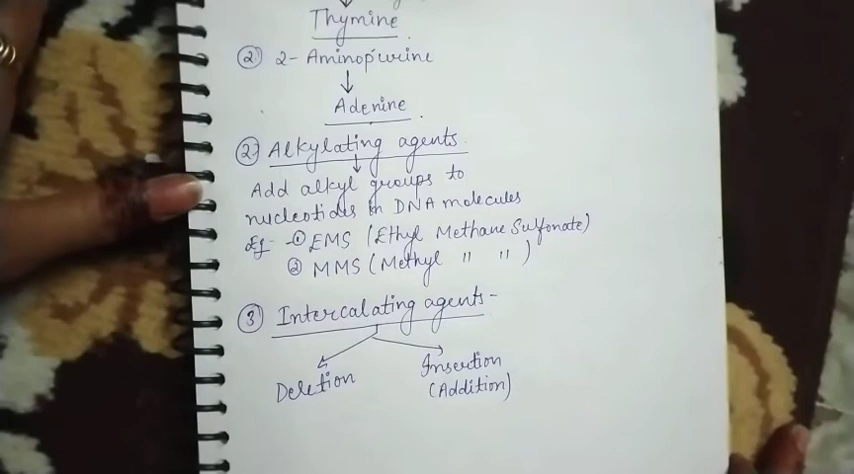 Thymine
② 2- Aminopurine
↓
Adenine.
②) Alkylating agents.
↓
Add alkyl groups to
nucleotides in DNA molecules
Eg- -① EMS (Ethyl Methane Sulfonate)
② MMS (Methyl " ")
③ Intercalating agents-
Deletion Insertion
(Addition)